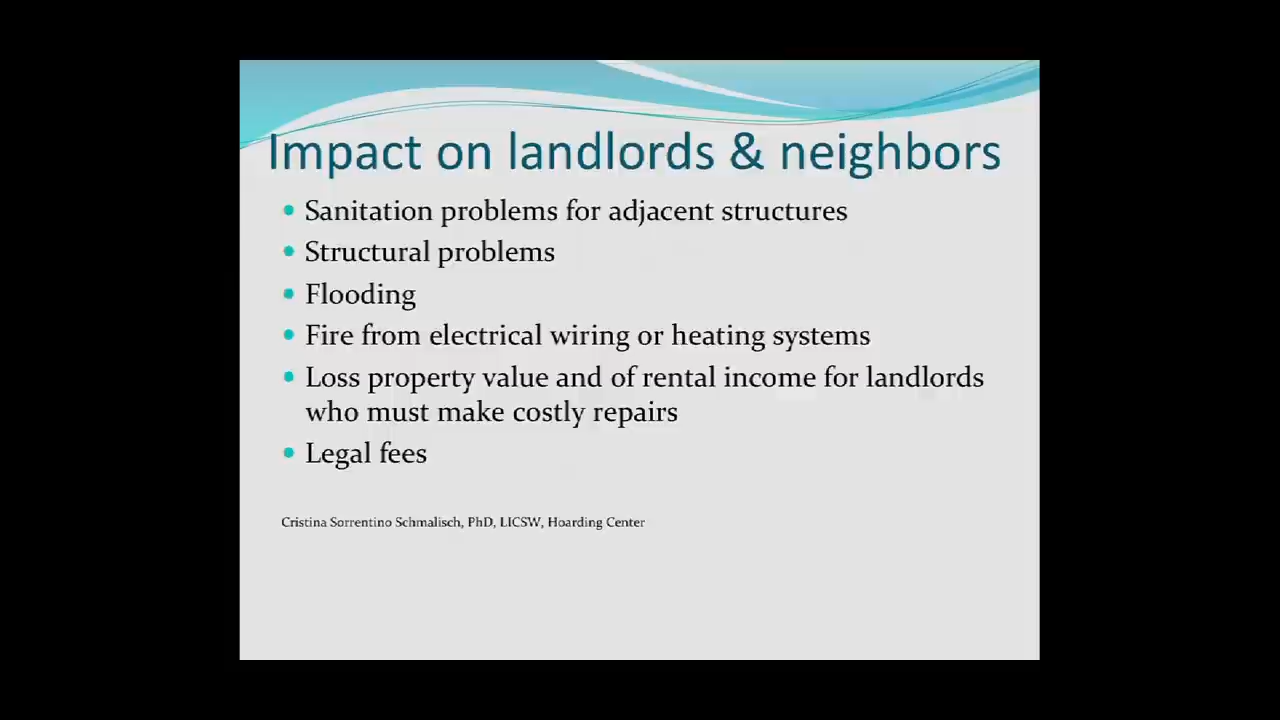 Impact on landlords & neighbors
• Sanitation problems for adjacent structures
• Structural problems
• Flooding
• Fire from electrical wiring or heating systems
• Loss property value and of rental income for landlords
who must make costly repairs
• Legal fees
Cristina Sorrentino Schmalisch, PhD, LICSW, Hoarding Center